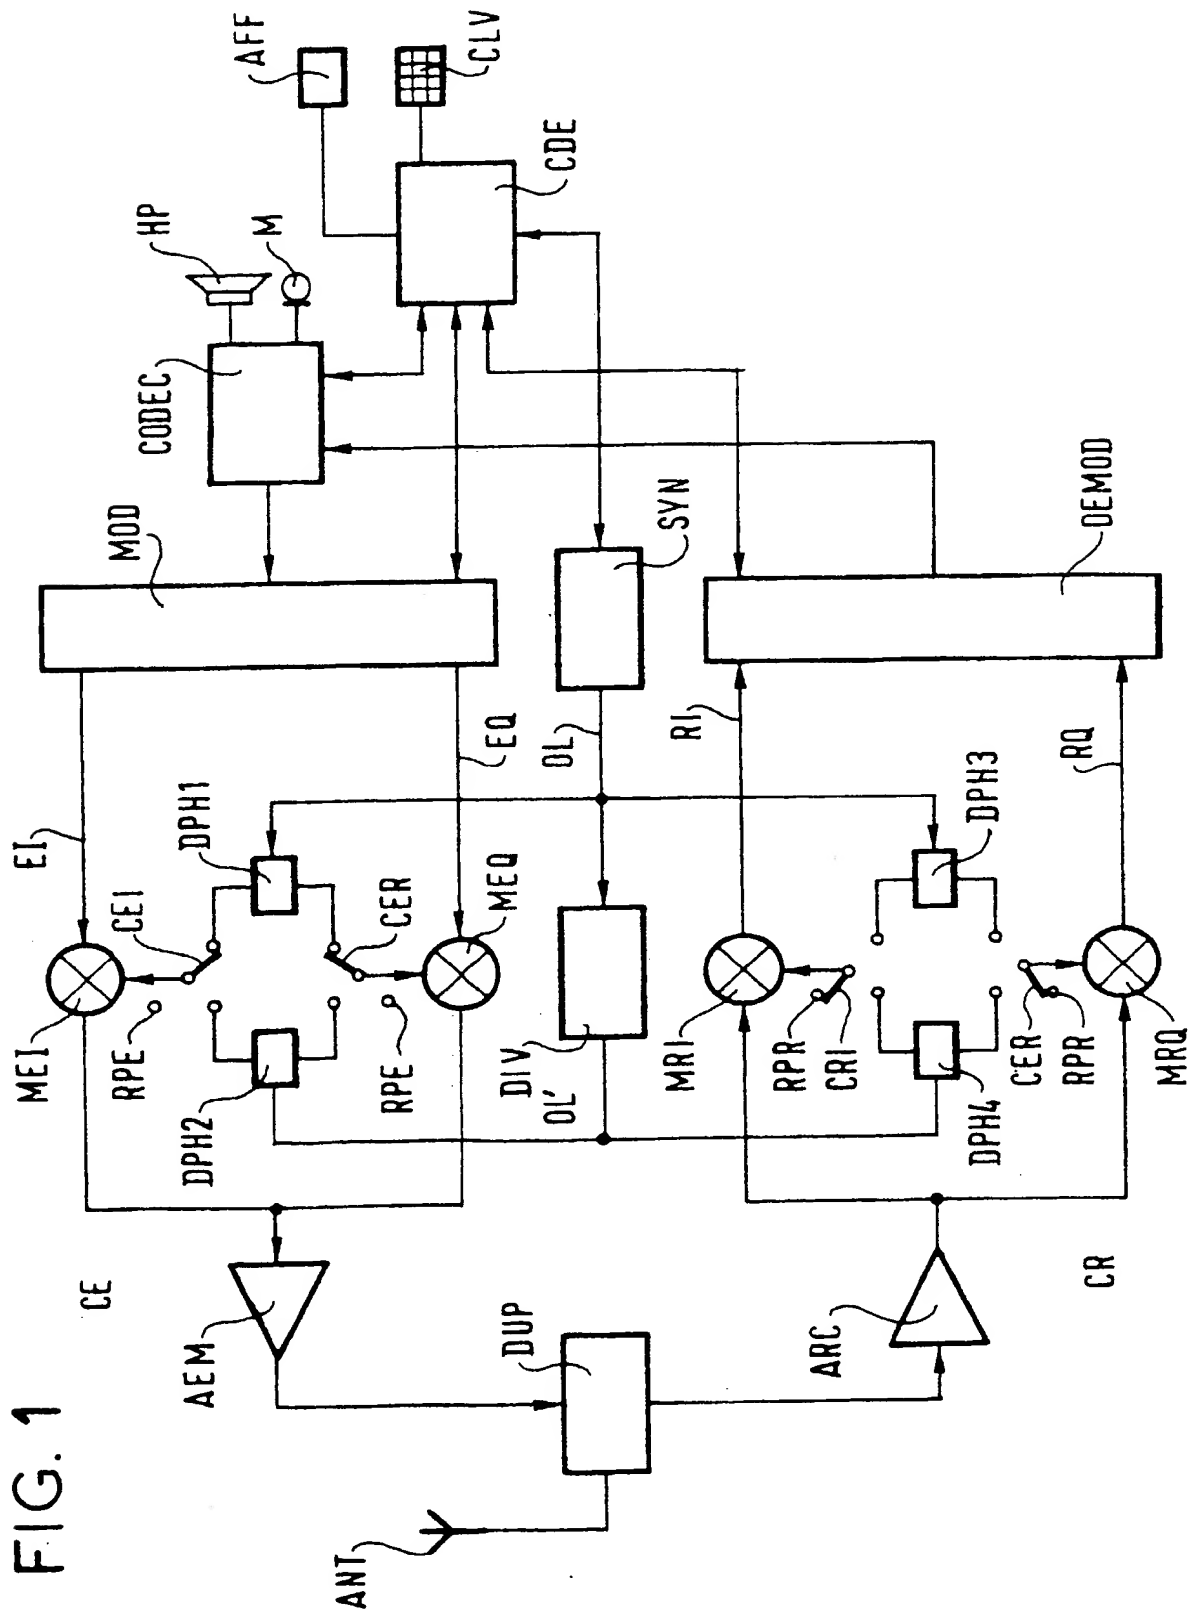 FIG. 1
AFF
CLV
HP
M
CDE
CODEC
MOD
SYN
DEMOD
EI
EQ
OL
RI
RQ
DPH1
DPH3
CEI
CER
MEQ
MEI
RPE
RPE
DIV
OL'
MRI
RPR
CRI
CER
RPR
MRQ
DPH2
DPH4
CE
CR
AEM
DUP
ARC
ANT